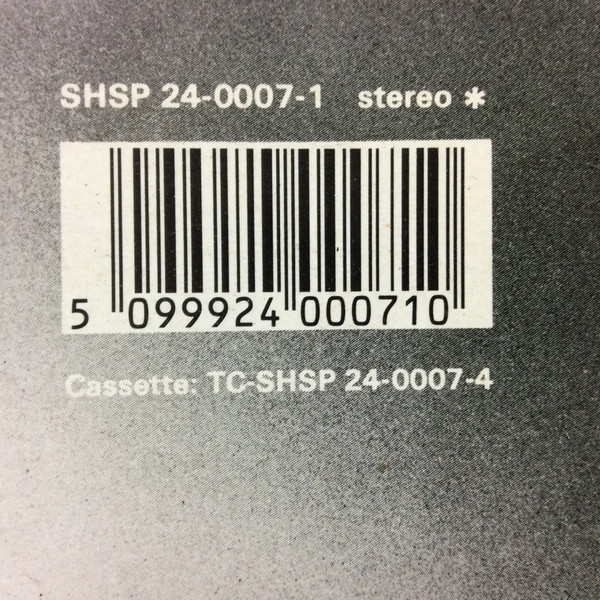 SHSP 24-0007-1 stereo *
5 099924 000710
Cassette: TC-SHSP 24-0007-4